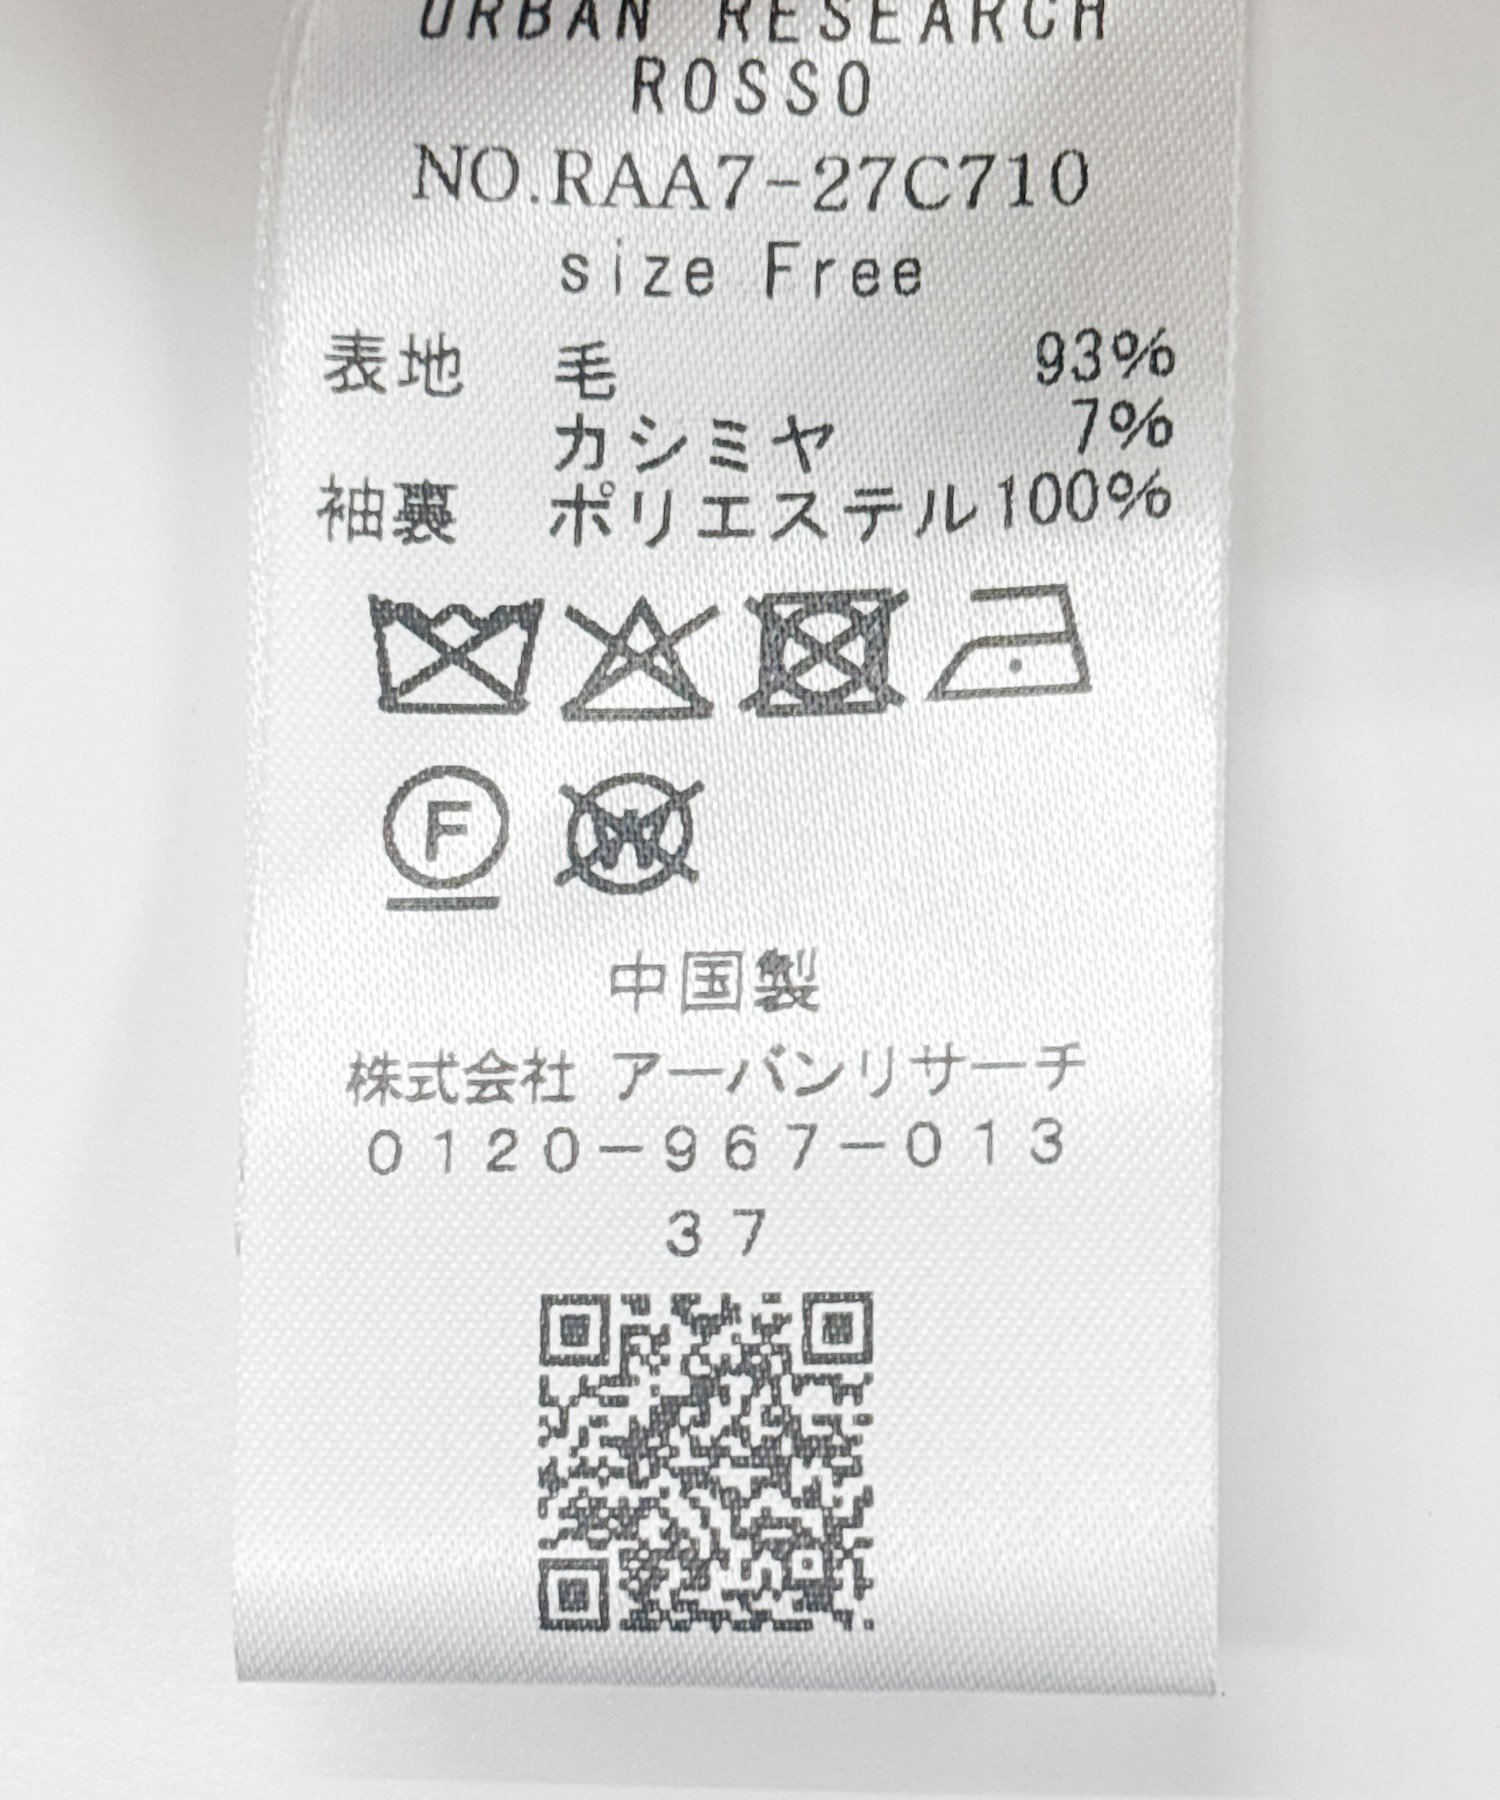 URBAN RESEARCH
ROSSO
NO.RAA7-27C710
size Free
表地 毛 93%
カシミヤ 7%
袖裏 ポリエステル100%
F
W
中国製
株式会社 アーバンリサーチ
0120-967-013
37